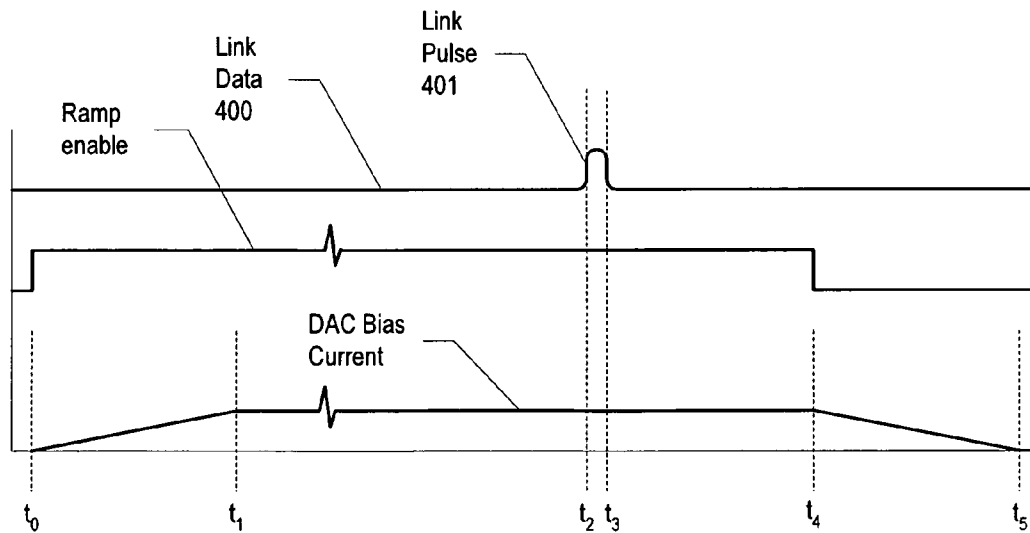 Link
Pulse
401
Link
Data
400
Ramp
enable
DAC Bias
Current
t0
t1
t2
t3
t4
t5